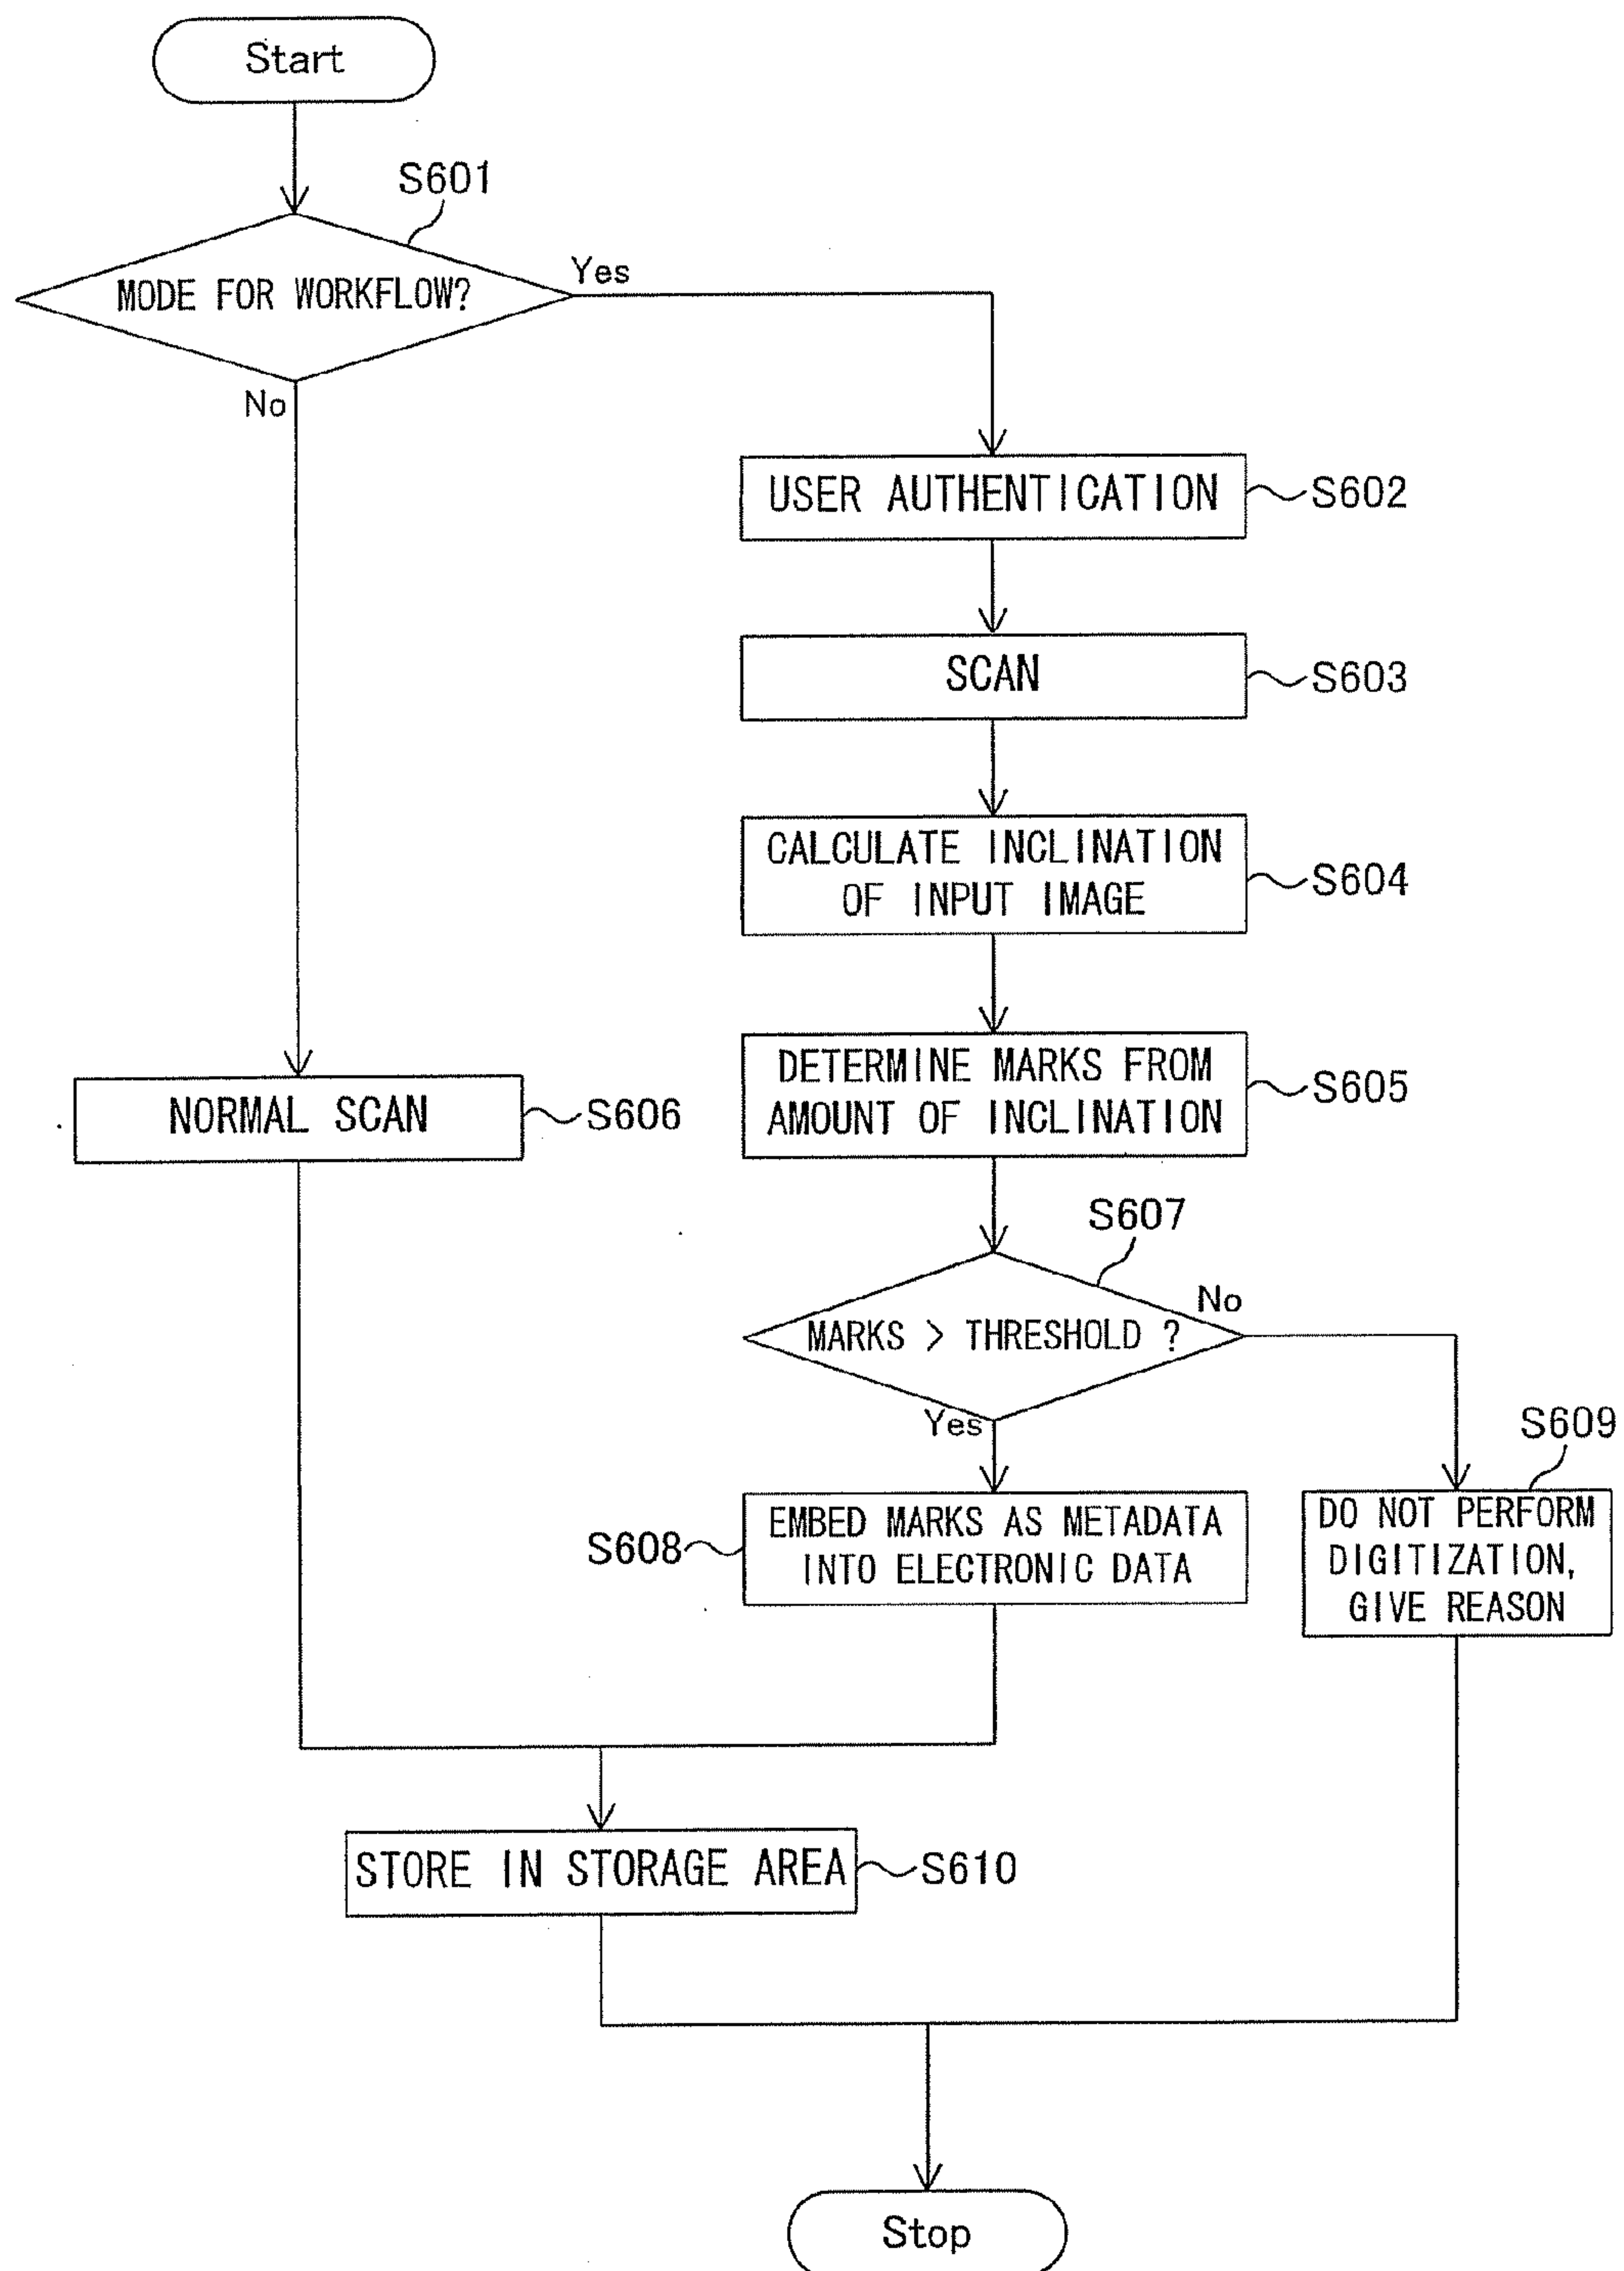 Start
S601
MODE FOR WORKFLOW?
Yes
No
USER AUTHENTICATION
S602
SCAN
S603
CALCULATE INCLINATION
OF INPUT IMAGE
S604
DETERMINE MARKS FROM
AMOUNT OF INCLINATION
S605
NORMAL SCAN
S606
S607
MARKS > THRESHOLD ?
No
Yes
S608
EMBED MARKS AS METADATA
INTO ELECTRONIC DATA
S609
DO NOT PERFORM
DIGITIZATION,
GIVE REASON
STORE IN STORAGE AREA
S610
Stop